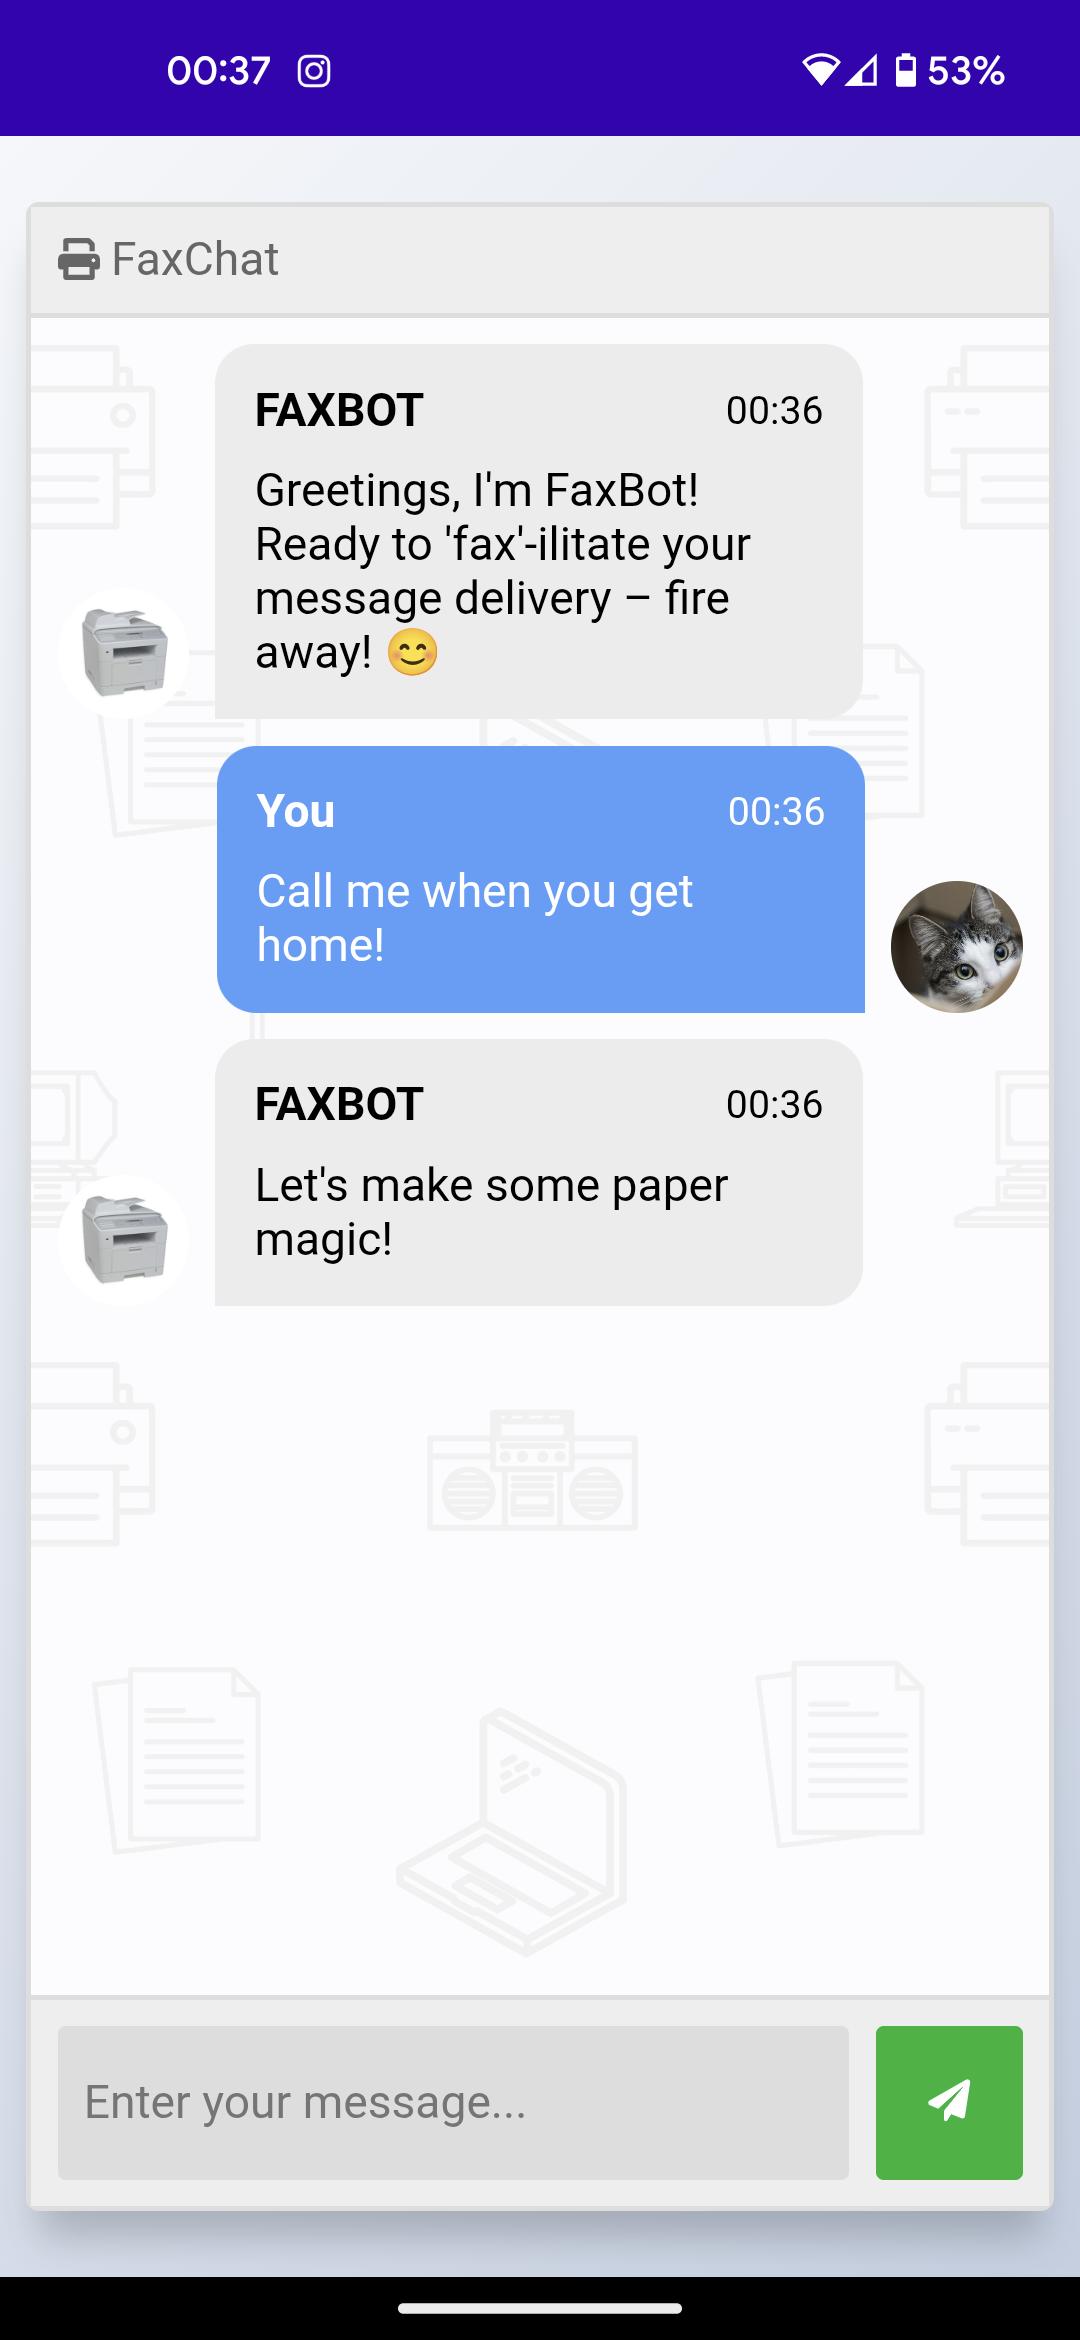 00:37 53%
FaxChat
FAXBOT 00:36
Greetings, I'm FaxBot!
Ready to 'fax'-ilitate your
message delivery – fire
away! 😊
You 00:36
Call me when you get
home!
FAXBOT 00:36
Let's make some paper
magic!
Enter your message...